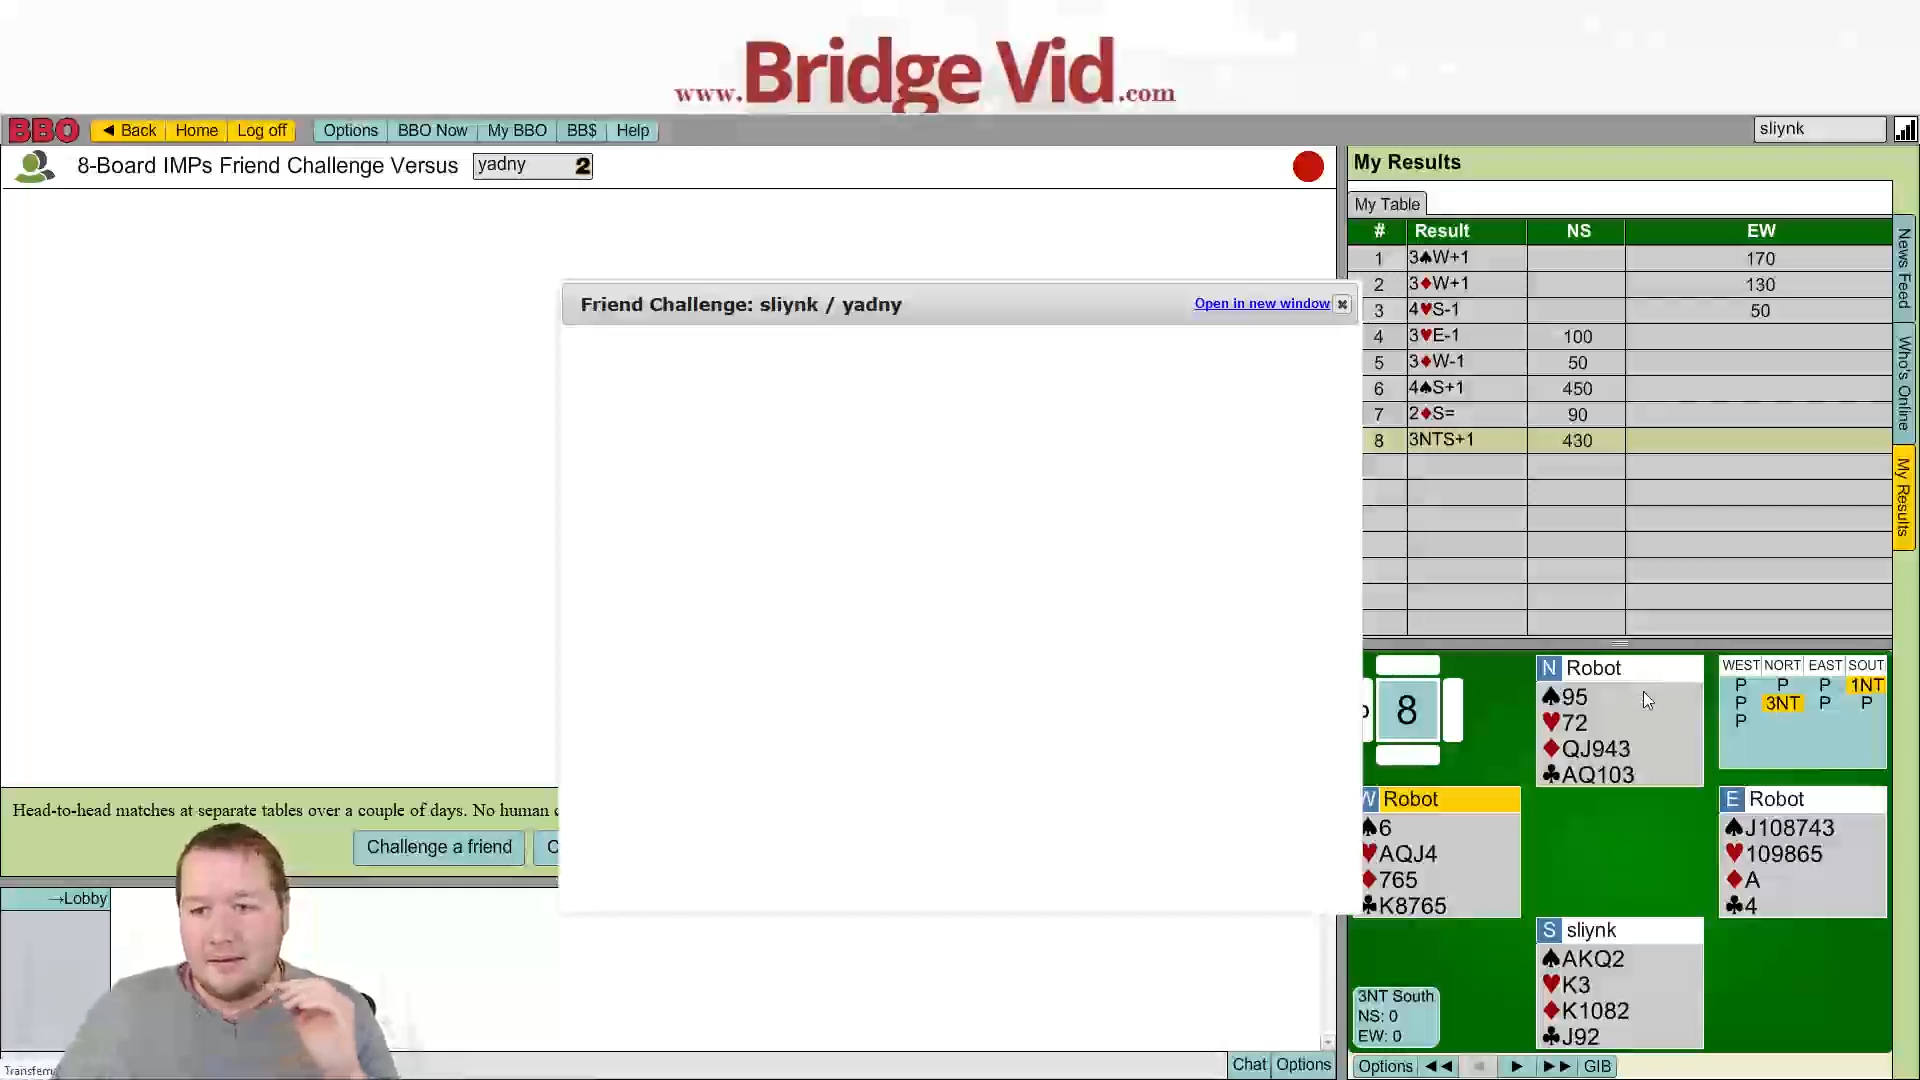 www.Bridge Vid.com
BBO Back Home Log off Options BBO Now My BBO BB$ Help sliynk
8-Board IMPs Friend Challenge Versus yadny 2
My Results
My Table
# Result NS EW
1 3♠W+1 170
2 3♦W+1 130
3 4♥S-1 50
4 3♥E-1 100
5 3♦W-1 50
6 4♠S+1 450
7 2♦S= 90
8 3NTS+1 430
News Feed
Who's Online
My Results
Friend Challenge: sliynk / yadny Open in new window
8
N Robot
♠95
♥72
♦QJ943
♣AQ103
WEST NORT EAST SOUT
P P P 1NT
P 3NT P P
P
W Robot
♠6
♥AQJ4
♦765
♣K8765
E Robot
♠J108743
♥109865
♦A
♣4
S sliynk
♠AKQ2
♥K3
♦K1082
♣J92
3NT South
NS: 0
EW: 0
Options GIB
Head-to-head matches at separate tables over a couple of days. No human
Challenge a friend
→Lobby
Chat Options